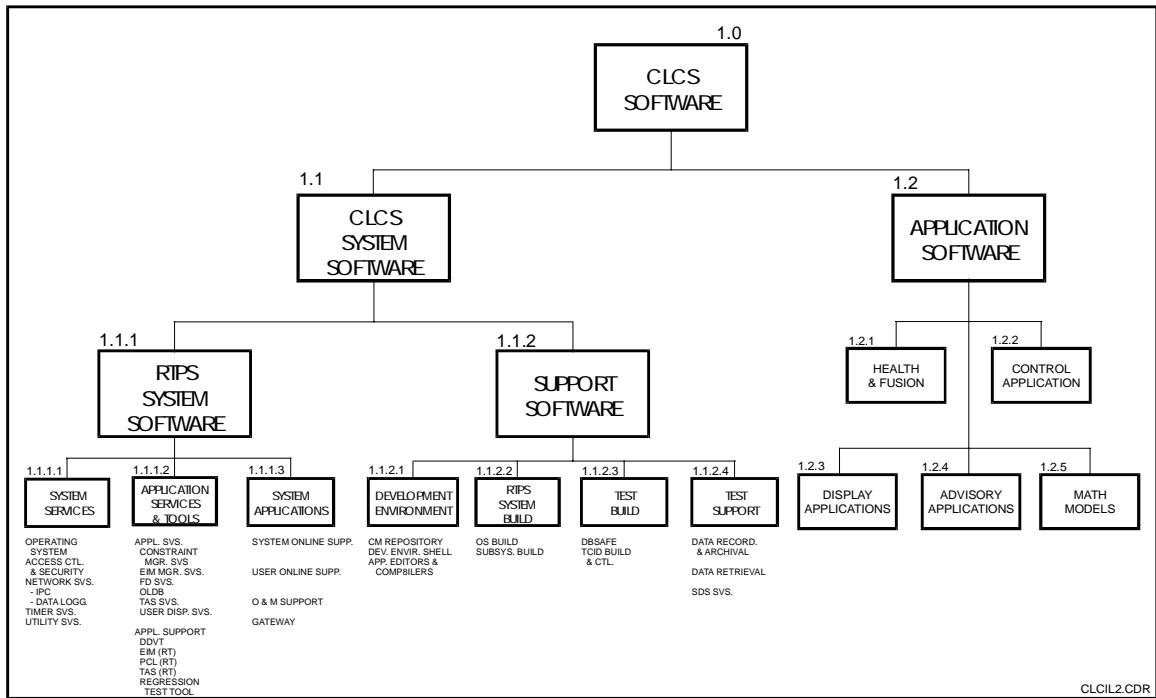 1.0
CLCS
SOFTWARE
1.1
CLCS
SYSTEM
SOFTWARE
1.2
APPLICATION
SOFTWARE
1.1.1
RTPS
SYSTEM
SOFTWARE
1.1.2
SUPPORT
SOFTWARE
1.2.1
HEALTH
& FUSION
1.2.2
CONTROL
APPLICATION
1.1.1.1
SYSTEM
SERVICES
1.1.1.2
APPLICATION
SERVICES
& TOOLS
1.1.1.3
SYSTEM
APPLICATIONS
1.1.2.1
DEVELOPMENT
ENVIRONMENT
1.1.2.2
RTPS
SYSTEM
BUILD
1.1.2.3
TEST
BUILD
1.1.2.4
TEST
SUPPORT
1.2.3
DISPLAY
APPLICATIONS
1.2.4
ADVISORY
APPLICATIONS
1.2.5
MATH
MODELS
OPERATING
SYSTEM
ACCESS CTL.
& SECURITY
NETWORK SVS.
- IPC
- DATA LOGG.
TIMER SVS.
UTILITY SVS.
APPL. SVS.
CONSTRAINT
MGR. SVS
EIM MGR. SVS.
FD SVS.
OLDB
TAS SVS.
USER DISP. SVS.
APPL. SUPPORT
DDVT
EIM (RT)
PCL (RT)
TAS (RT)
REGRESSION
TEST TOOL
SYSTEM ONLINE SUPP.
USER ONLINE SUPP.
O & M SUPPORT
GATEWAY
CM REPOSITORY
DEV. ENVIR. SHELL
APP. EDITORS &
COMP8ILERS
OS BUILD
SUBSYS. BUILD
DBSAFE
TCID BUILD
& CTL.
DATA RECORD.
& ARCHIVAL
DATA RETRIEVAL
SDS SVS.
CLCIL2.CDR